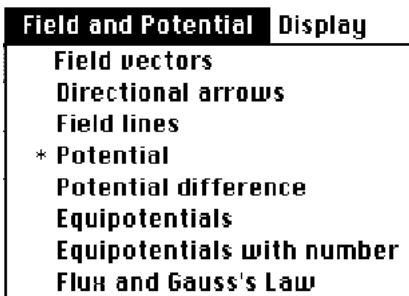 Field and Potential Display
Field vectors
Directional arrows
Field lines
* Potential
Potential difference
Equipotentials
Equipotentials with number
Flux and Gauss's Law